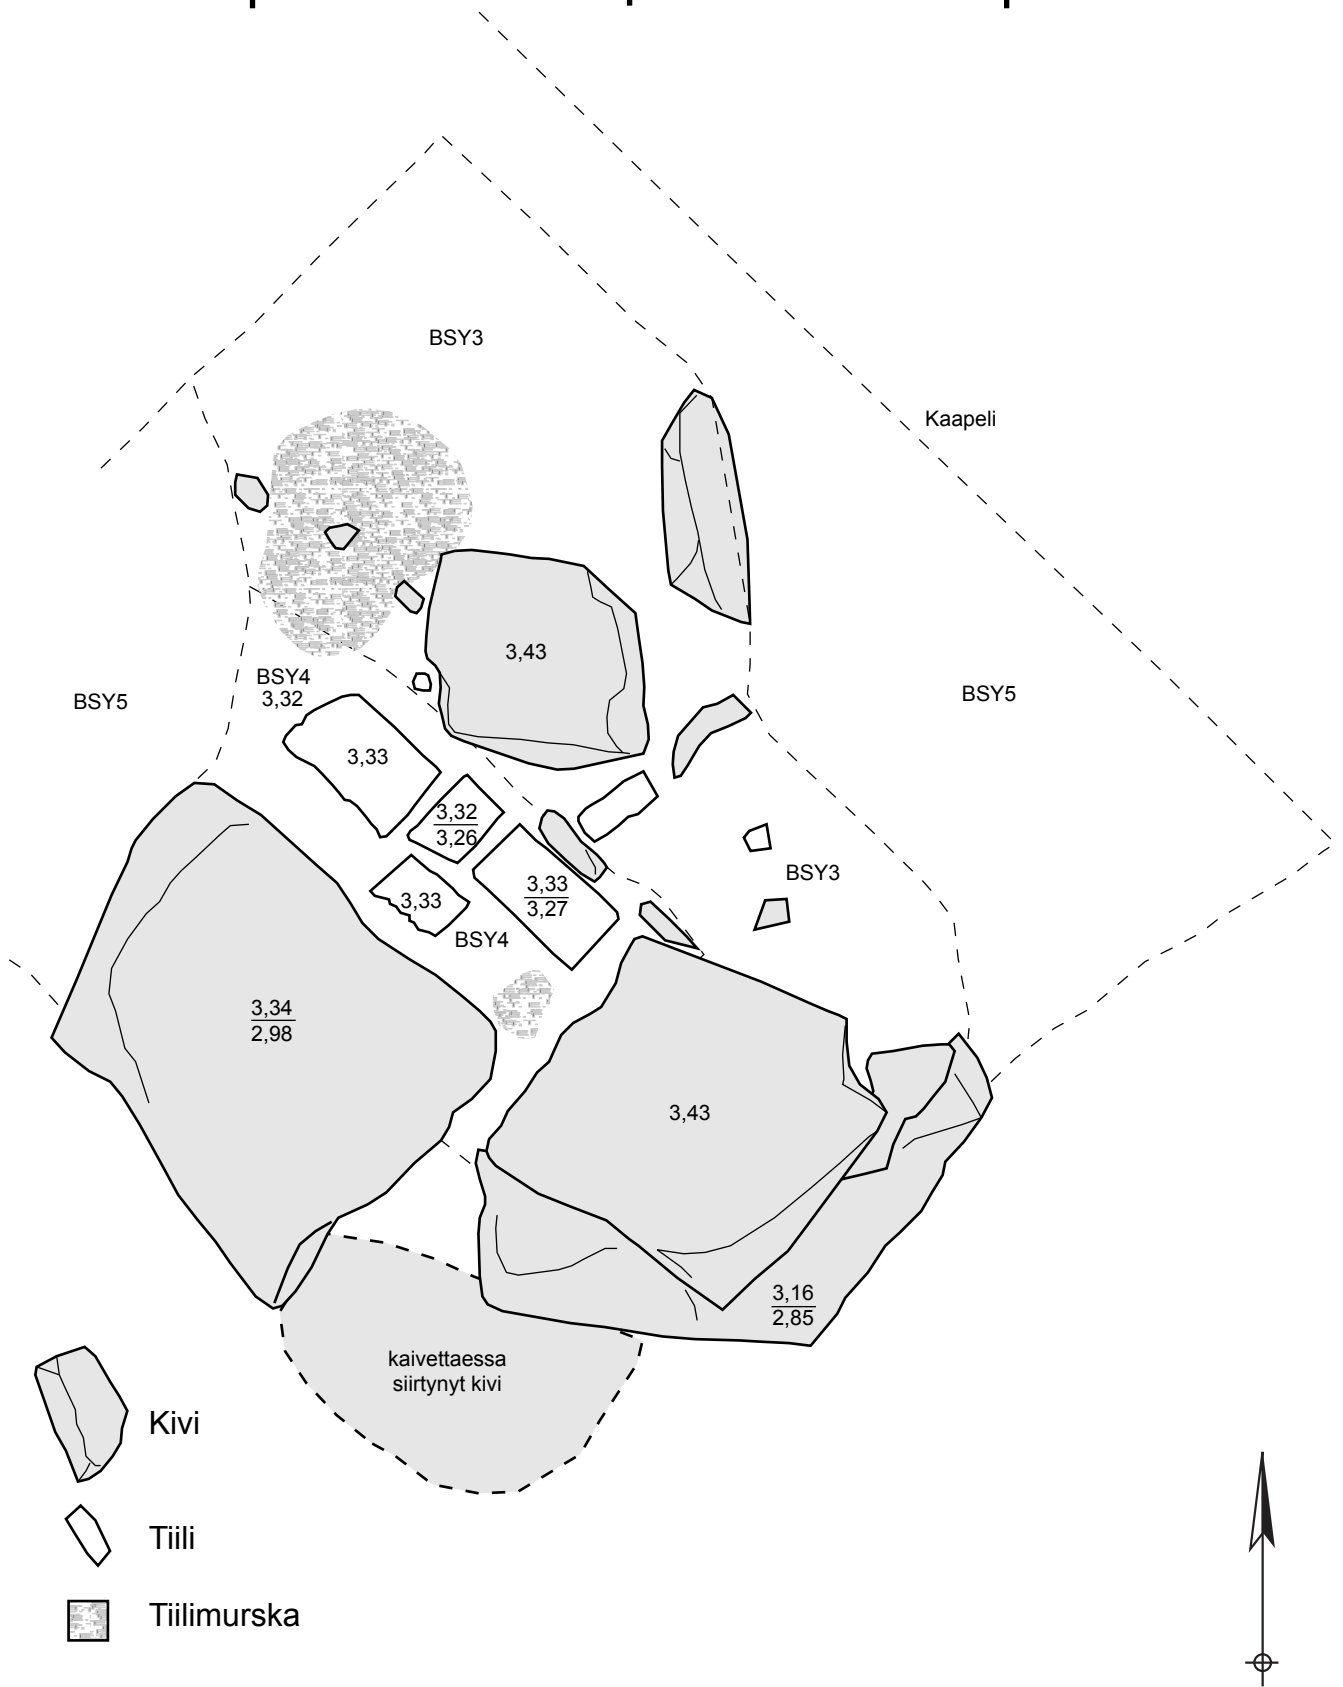 BSY3
Kaapeli
3,43
BSY4
3,32
BSY5
BSY5
3,33
3,32
3,26
BSY3
3,33
3,33
3,27
BSY4
3,34
2,98
3,43
3,16
2,85
kaivettaessa
siirtynyt kivi
Kivi
Tiili
Tiilimurska